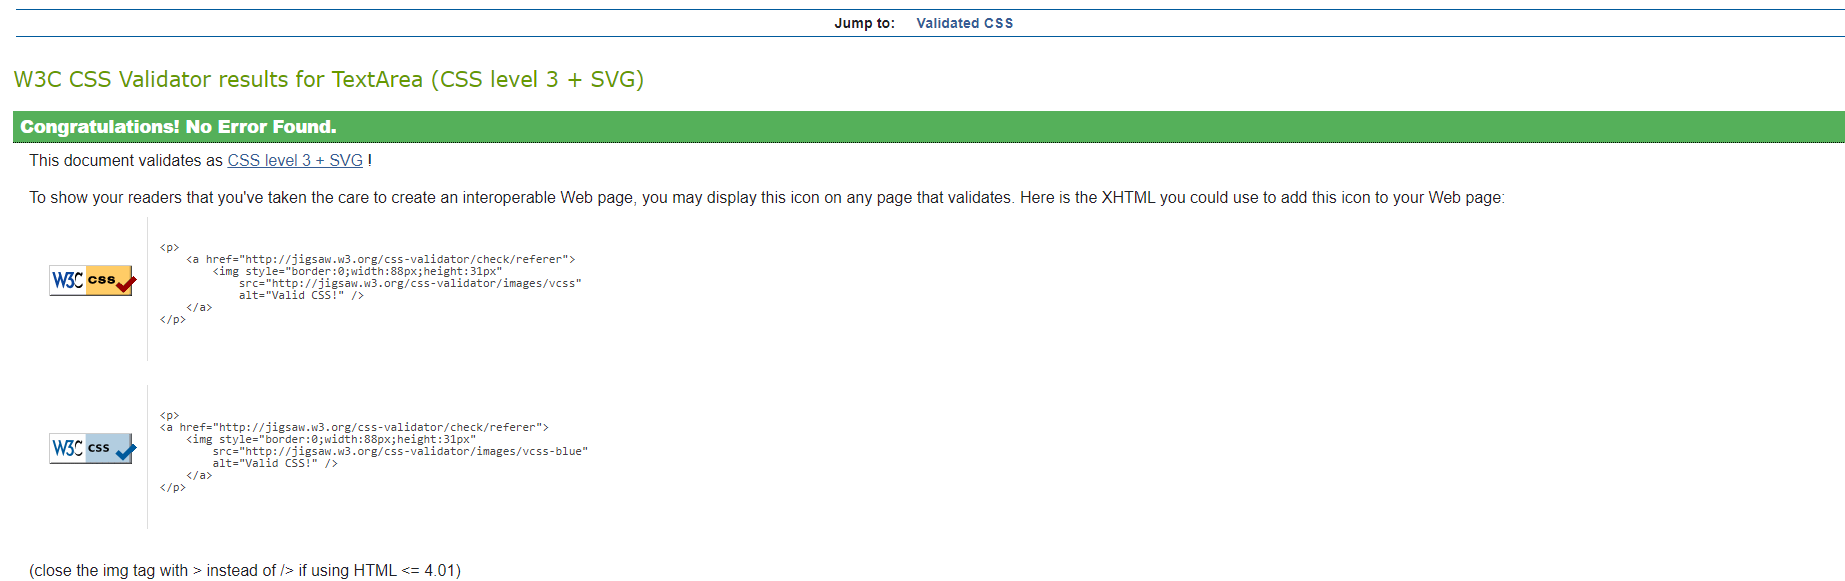 Jump to: Validated CSS
W3C CSS Validator results for TextArea (CSS level 3 + SVG)
Congratulations! No Error Found.
This document validates as CSS level 3 + SVG !
To show your readers that you've taken the care to create an interoperable Web page, you may display this icon on any page that validates. Here is the XHTML you could use to add this icon to your Web page:
W3C css
<p>
    <a href="http://jigsaw.w3.org/css-validator/check/referer">
        <img style="border:0;width:88px;height:31px"
            src="http://jigsaw.w3.org/css-validator/images/vcss"
            alt="Valid CSS!" />
    </a>
</p>
W3C css
<p>
<a href="http://jigsaw.w3.org/css-validator/check/referer">
    <img style="border:0;width:88px;height:31px"
        src="http://jigsaw.w3.org/css-validator/images/vcss-blue"
        alt="Valid CSS!" />
    </a>
</p>
(close the img tag with > instead of /> if using HTML <= 4.01)